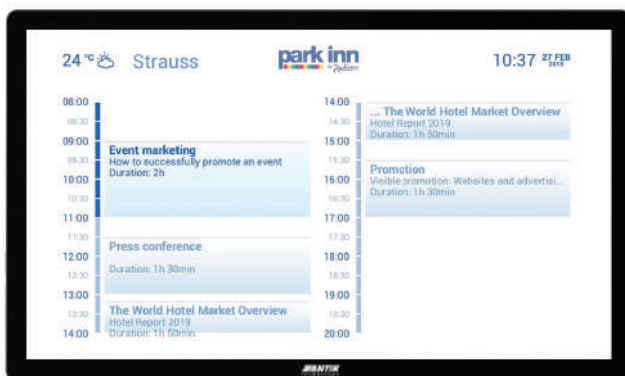 24 °C
Strauss
park inn
by Radisson
10:37 27 FEB
2019
08:00
08:30
09:00
09:30
10:00
10:30
11:00
11:30
12:00
12:30
13:00
13:30
14:00
Event marketing
How to successfully promote an event
Duration: 2h
Press conference
Duration: 1h 30min
The World Hotel Market Overview
Hotel Report 2019
Duration: 1h 50min
14:00
14:30
15:00
15:30
16:00
16:30
17:00
17:30
18:00
18:30
19:00
19:30
20:00
... The World Hotel Market Overview
Hotel Report 2019
Duration: 1h 50min
Promotion
Visible promotion: Websites and advertisi...
Duration: 1h 30min
ANTIK